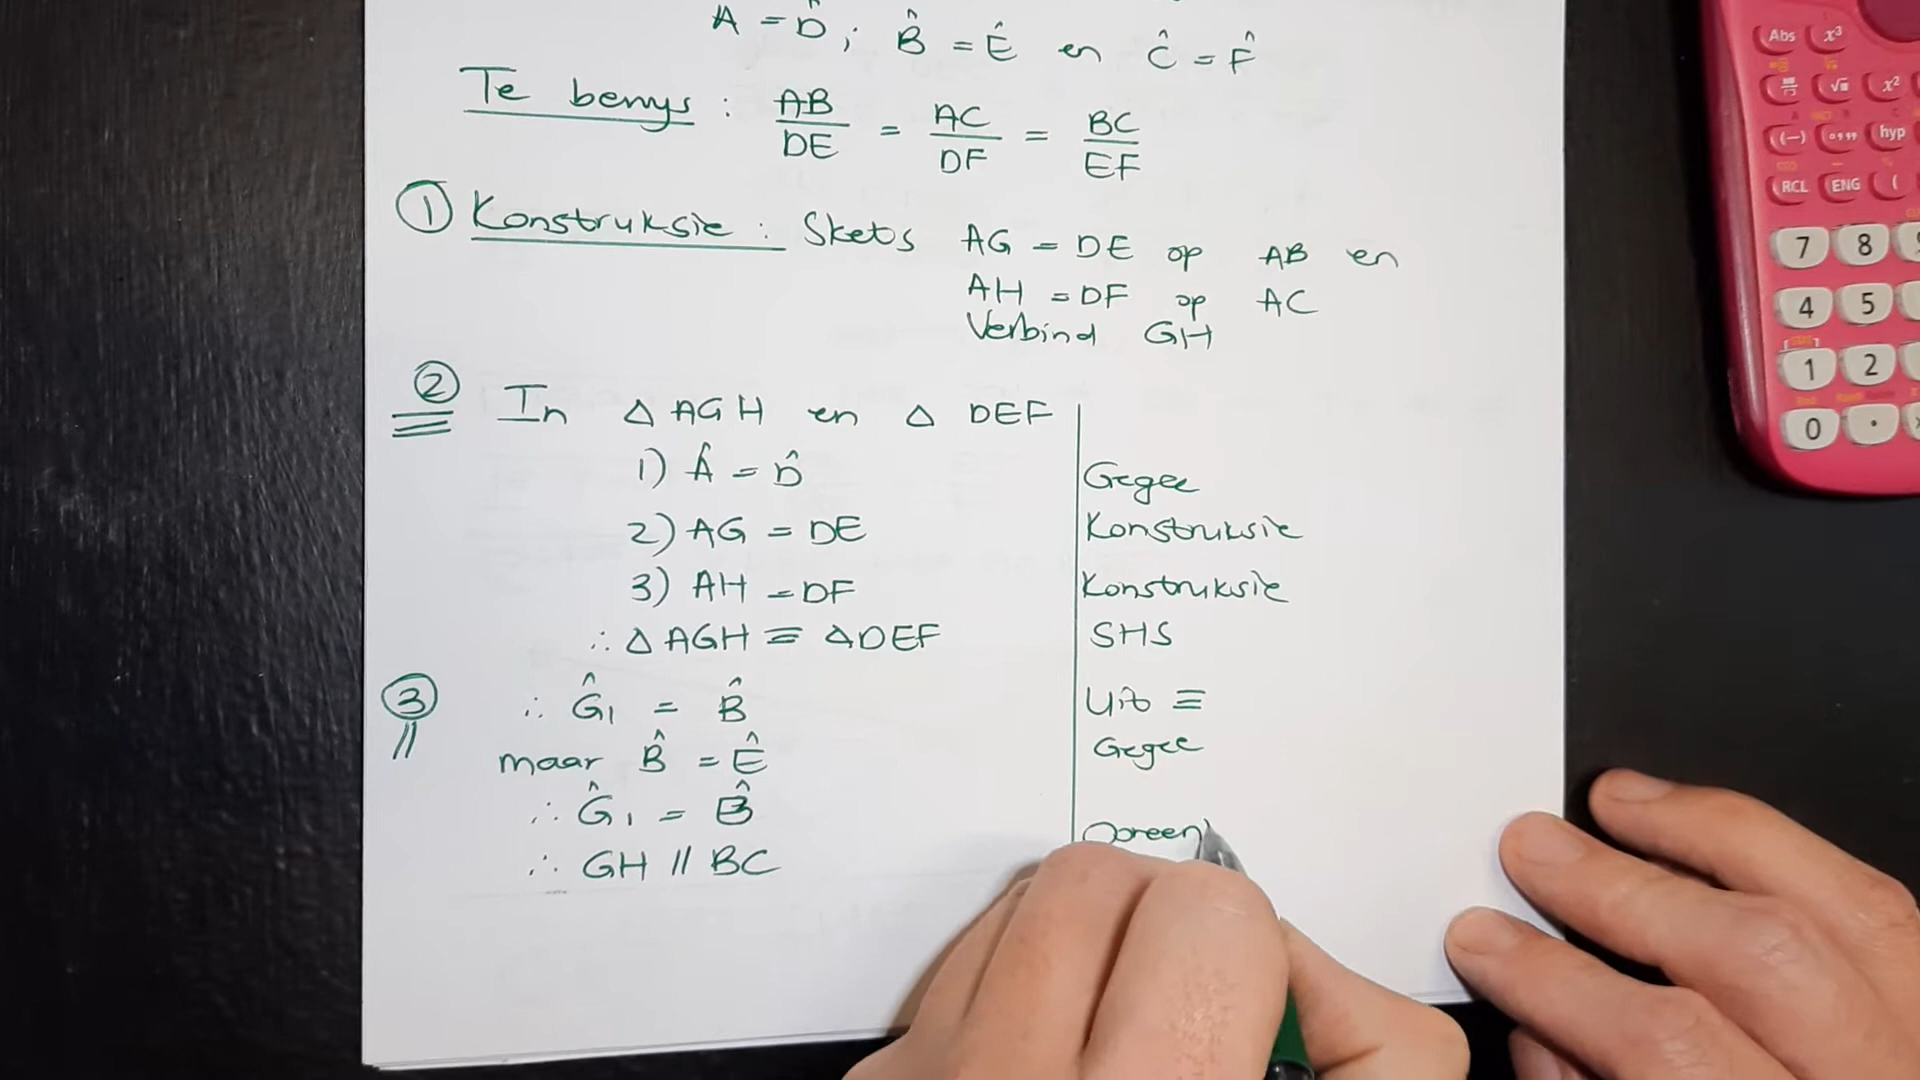 Â = D̂; B̂ = Ê en Ĉ = F̂
Te bewys : AB/DE = AC/DF = BC/EF
① Konstruksie : Skets AG = DE op AB en
AH = DF op AC
Verbind GH
② In △ AGH en △ DEF
1) Â = D̂ Gegee
2) AG = DE Konstruksie
3) AH = DF Konstruksie
∴ △ AGH ≡ △DEF SHS
③ ∴ Ĝ₁ = B̂ Uit ≡
maar B̂ = Ê Gegee
∴ Ĝ₁ = B̂
∴ GH // BC Ooreen
Abs x³
√ x²
(−) hyp
RCL ENG (
7 8
4 5
1 2
0 .